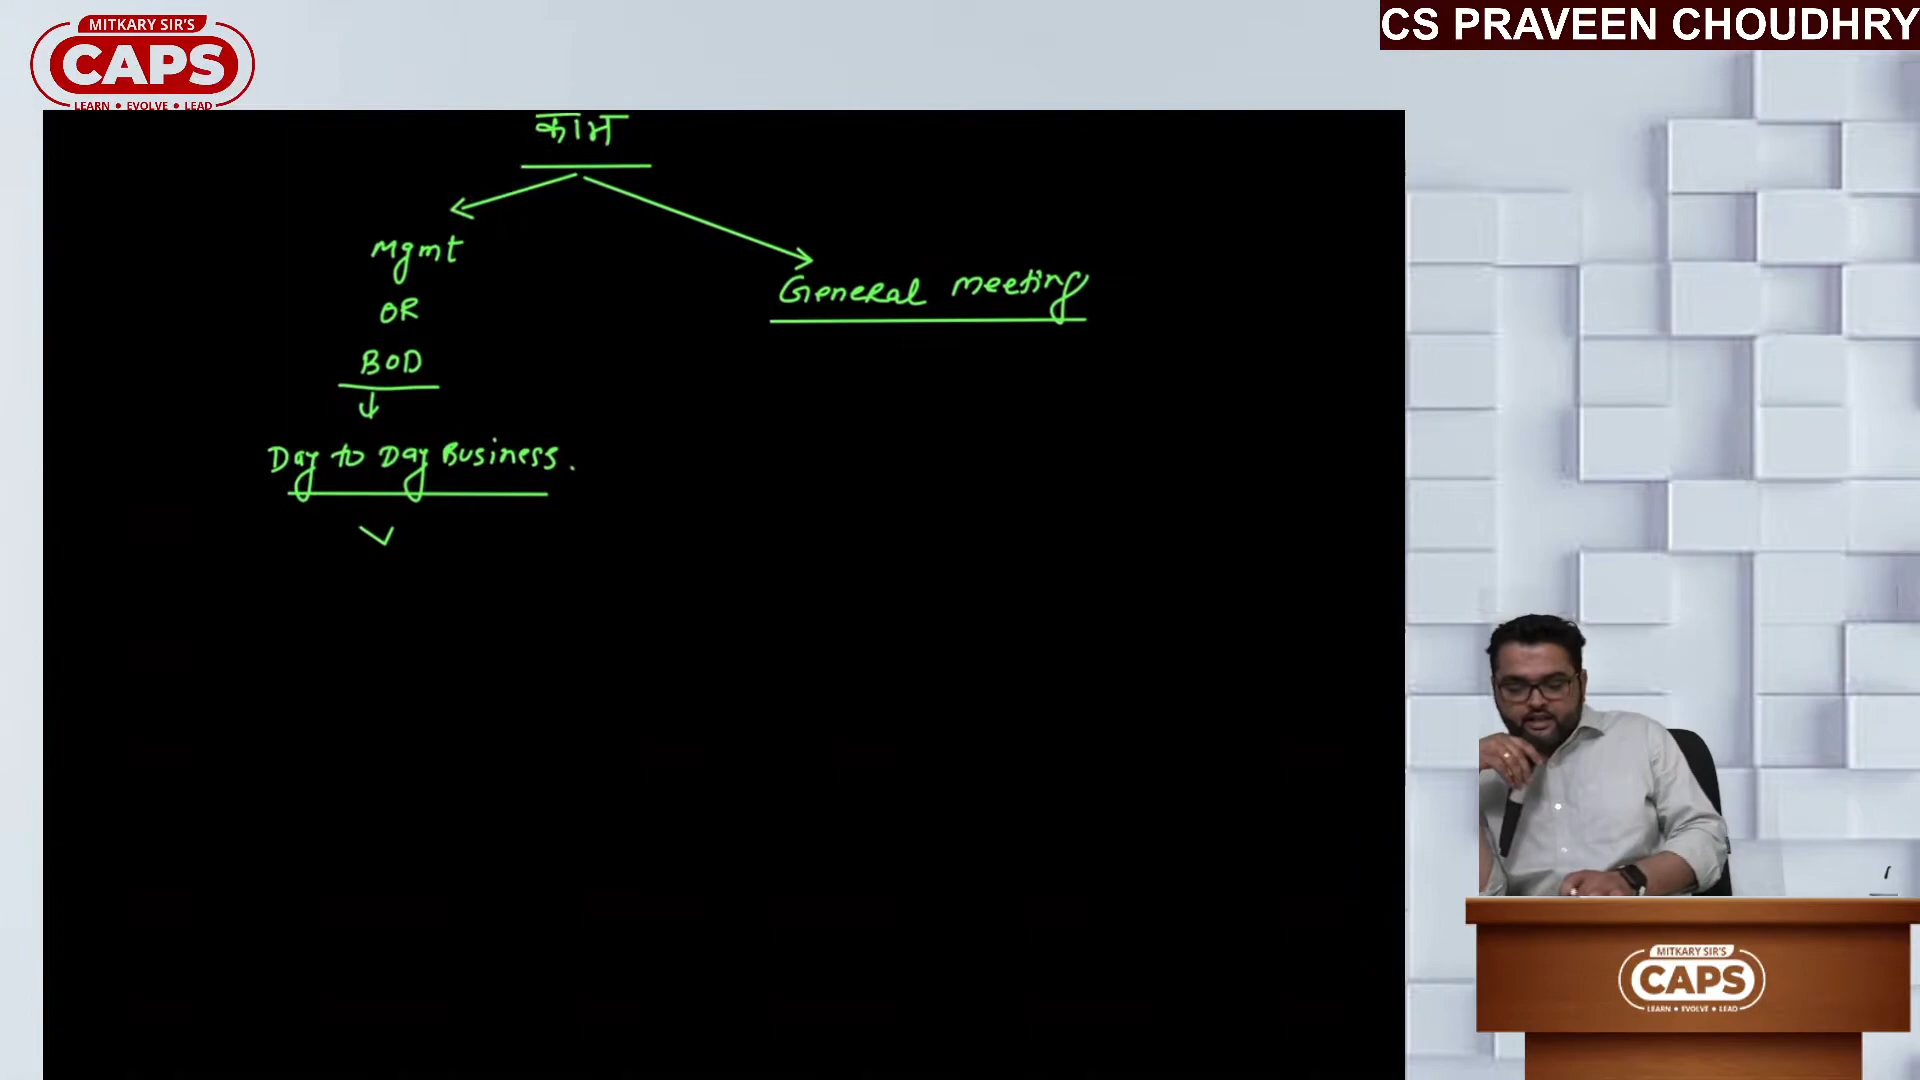 MITKARY SIR'S
CAPS
LEARN • EVOLVE • LEAD
CS PRAVEEN CHOUDHRY
काम
Mgmt
OR
BOD
Day to Day Business.
General Meeting
MITKARY SIR'S
CAPS
LEARN • EVOLVE • LEAD